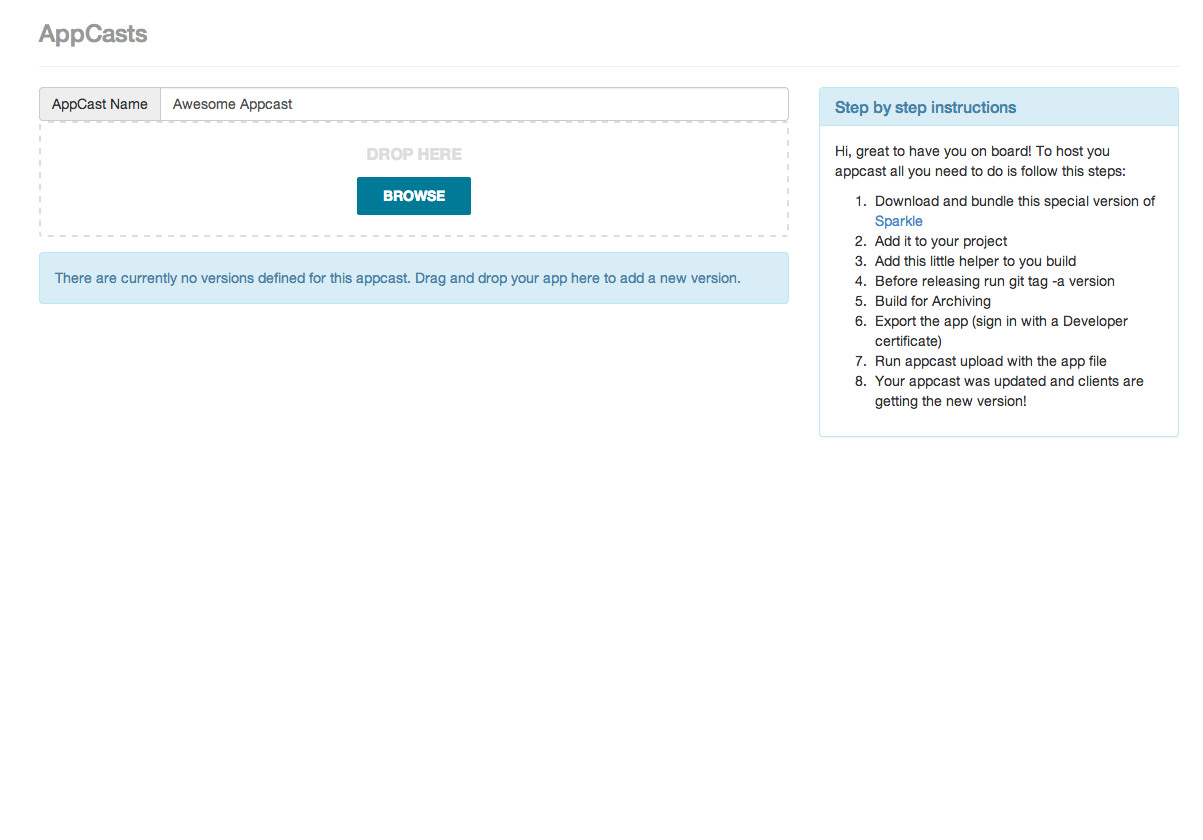 AppCasts
AppCast Name
Awesome Appcast
DROP HERE
BROWSE
There are currently no versions defined for this appcast. Drag and drop your app here to add a new version.
Step by step instructions
Hi, great to have you on board! To host you
appcast all you need to do is follow this steps:
1. Download and bundle this special version of
Sparkle
2. Add it to your project
3. Add this little helper to you build
4. Before releasing run git tag -a version
5. Build for Archiving
6. Export the app (sign in with a Developer
certificate)
7. Run appcast upload with the app file
8. Your appcast was updated and clients are
getting the new version!